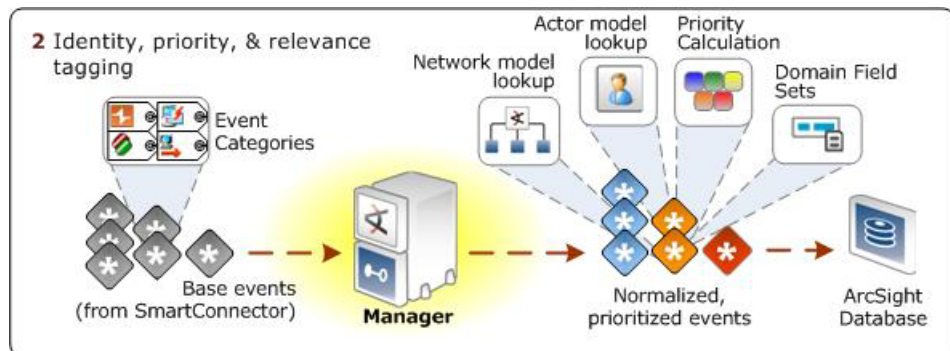 2 Identity, priority, & relevance
tagging
Event
Categories
Network model
lookup
Actor model
lookup
Priority
Calculation
Domain Field
Sets
Base events
(from SmartConnector)
Manager
Normalized,
prioritized events
ArcSight
Database